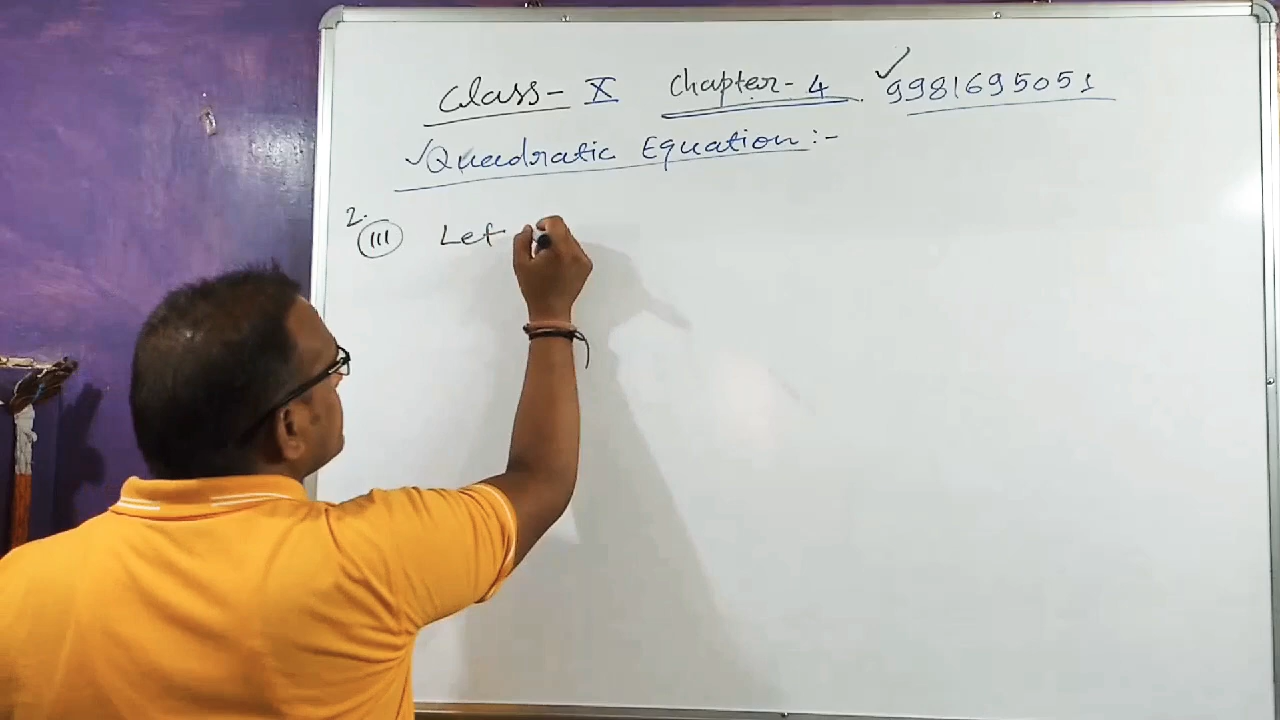 Class - X Chapter - 4 ✓9981695051
✓Quadratic Equation :-
2.
(III) Let